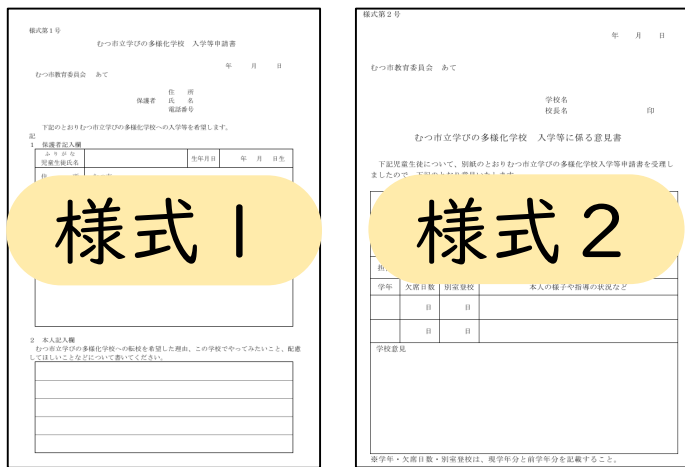 様式第1号
むつ市立学びの多様化学校 入学等申請書
年 月 日
むつ市教育委員会 あて
住 所
保護者 氏 名
電話番号
下記のとおりむつ市立学びの多様化学校への入学等を希望します。
記
1 保護者記入欄
ふりがな
児童生徒氏名 生年月日 年 月 日生
様式1
2 本人記入欄
むつ市立学びの多様化学校への転校を希望した理由、この学校でやってみたいこと、配慮
してほしいことなどについて書いてください。
様式第2号
年 月 日
むつ市教育委員会 あて
学校名
校長名 印
むつ市立学びの多様化学校 入学等に係る意見書
下記児童生徒について、別紙のとおりむつ市立学びの多様化学校入学等申請書を受理し
ましたので、下記のとおり意見いたします。
様式2
学年 欠席日数 別室登校 本人の様子や指導の状況など
日 日
日 日
学校意見
※学年・欠席日数・別室登校は、現学年分と前学年分を記載すること。